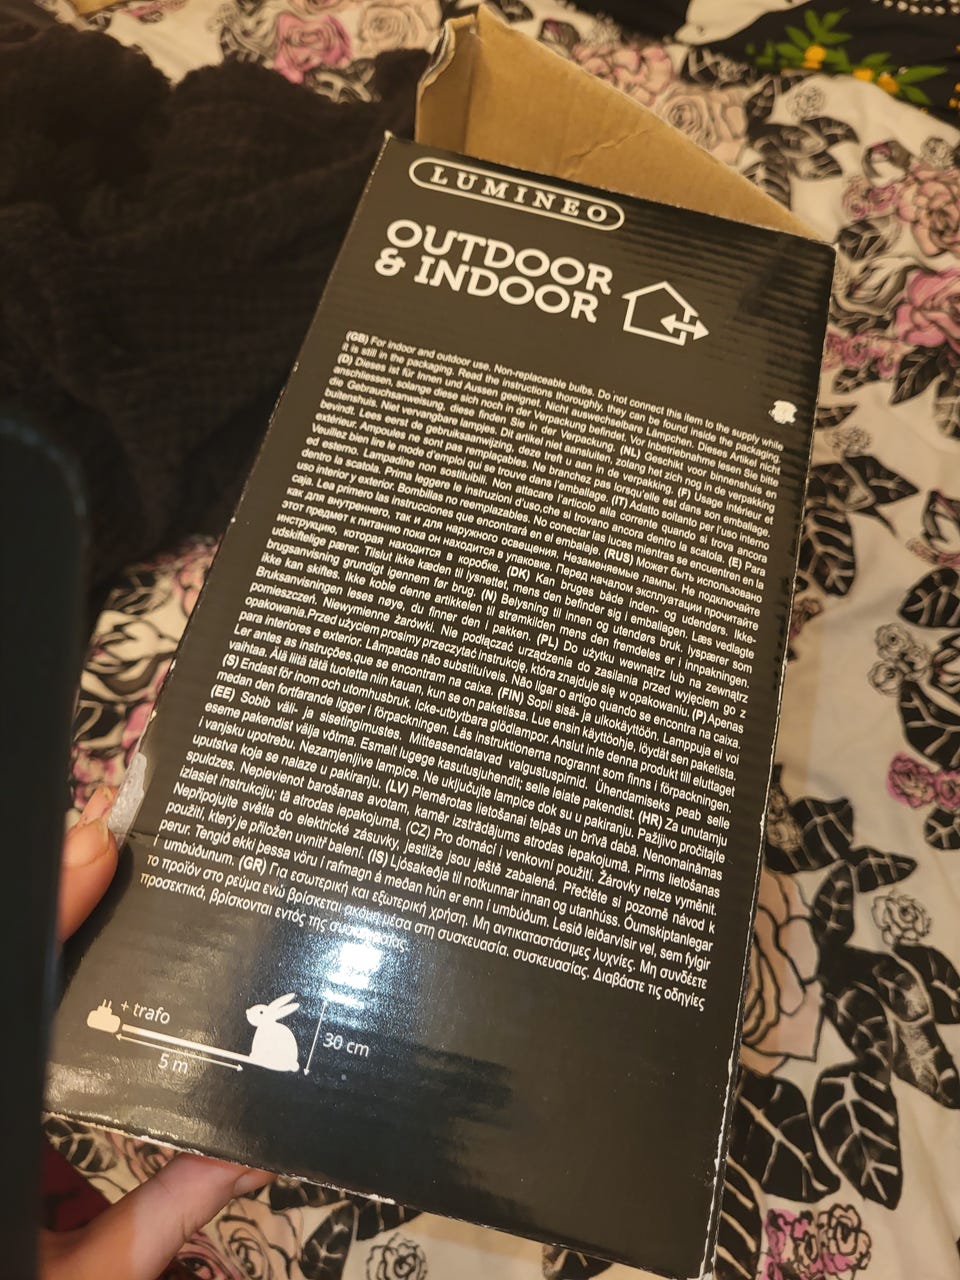 LUMINEO
OUTDOOR
& INDOOR
(GB) For indoor and outdoor use. Non-replaceable bulbs. Do not connect this item to the supply while
it is still in the packaging. Read the instructions thoroughly, they can be found inside the packaging.
(D) Dieses ist für Innen und Aussen geeignet. Nicht auswechselbare Lämpchen. Dieses Artikel nicht
anschliessen, solange diese sich noch in der Verpackung befindet. Vor Inbetriebnahme lesen Sie bitte
die Gebrauchsanweisung, diese finden Sie in der Verpackung. (NL) Geschikt voor binnenshuis en
buitenshuis. Niet vervangbare lampjes. Dit artikel niet aansluiten, zolang het zich nog in de verpakking
bevindt. Lees eerst de gebruiksaanwijzing, deze treft u aan in de verpakking. (F) Usage intérieur et
extérieur. Ampoules ne sont pas remplaçables. Ne branchez pas lorsqu'elle est dans son emballage.
Veuillez bien lire le mode d'emploi qui se trouve dans l'emballage. (IT) Adatto soltanto per l'uso interno
ed esterno. Lampadine non sostituibili. Non attacare l'articolo alla corrente quando si trova ancora
dentro la scatola. Prima leggere le instruzioni d'uso,che si trovano ancora dentro la scatola. (E) Para
uso interior y exterior. Bombillas no reemplazables. No conectar las luces mientras se encuentren en la
caja. Lea primero las instrucciones que encontrará en el embalaje. (RUS) Может быть использовано
как для внутреннего, так и для наружного освещения. Незаменяемые лампы. Не подключайте
этот предмет к питанию пока он находится в упаковке. Перед началом эксплуатации прочитайте
инструкцию, которая находится в коробке. (DK) Kan bruges både inden- og udendørs. Ikke-
udskiftelige pærer. Tilslut ikke kæden til lysnettet, mens den befinder sig i emballagen. Læs vedlagte
brugsanvisning grundigt igennem før brug. (N) Belysning til innen og utendørs bruk. lyspærer som
ikke kan skiftes. Ikke koble denne artikkelen til strømkilden mens den fremdeles er i innpakningen.
Bruksanvisningen leses nøye, du finner den i pakken. (PL) Do użytku wewnątrz lub na zewnątrz
pomieszczeń. Niewymienne żarówki. Nie podłączać urządzenia do zasilania przed wyjęciem go z
opakowania.Przed użyciem prosimy przeczytać instrukcję, która znajduje się w opakowaniu. (P) Apenas
para interiores e exterior. Lâmpadas não substituíveis. Não ligar o artigo quando se encontra na caixa.
Ler antes as instruções,que se encontram na caixa. (FIN) Sopii sisä- ja ulkokäyttöön. Lamppuja ei voi
vaihtaa. Älä liitä tätä tuotetta niin kauan, kun se on paketissa. Lue ensin käyttöohje, löydät sen paketista.
(S) Endast för inom och utomhusbruk. Icke-utbytbara glödlampor. Anslut inte denna produkt till eluttaget
medan den fortfarande ligger i förpackningen. Läs instruktionerna nogrannt som finns i förpackningen.
(EE) Sobib väli- ja sisetingimustes. Mitteasendatavad valgustuspirnid. Ühendamiseks peab selle
eseme pakendist välja võtma. Esmalt lugege kasutusjuhendit, selle leiate pakendist. (HR) Za unutarnju
i vanjsku upotrebu. Nezamjenljive lampice. Ne uključujte lampice dok su u pakiranju. Pažljivo pročitajte
uputstva koja se nalaze u pakiranju. (LV) Piemērotas lietošanai telpās un brīvā dabā. Nenomināmas
spuldzes. Nepievienot barošanas avotam, kamēr izstrādājums atrodas iepakojumā. Pirms lietošanas
izlasiet instrukciju; tā atrodas iepakojumā. (CZ) Pro domácí i venkovní použití. Žárovky nelze vyměnit.
Nepřipojujte světla do elektrické zásuvky, jestliže jsou ještě zabalená. Přečtěte si pozorně návod k
použití, který je přiložen uvnitř balení. (IS) Ljósakeðja til notkunnar innan og utanhúss. Óumskiptanlegar
perur. Tengið ekki þessa vöru í rafmagn á meðan hún er enn í umbúðum. Lesið leiðarvísir vel, sem fylgir
í umbúðunum. (GR) Για εσωτερική και εξωτερική χρήση. Μη αντικαταστάσιμες λυχνίες. Μη συνδέετε
το προϊόν στο ρεύμα ενώ βρίσκεται ακόμη μέσα στη συσκευασία. συσκευασίας. Διαβάστε τις οδηγίες
προσεκτικά, βρίσκονται εντός της συσκευασίας.
+ trafo
5 m
30 cm